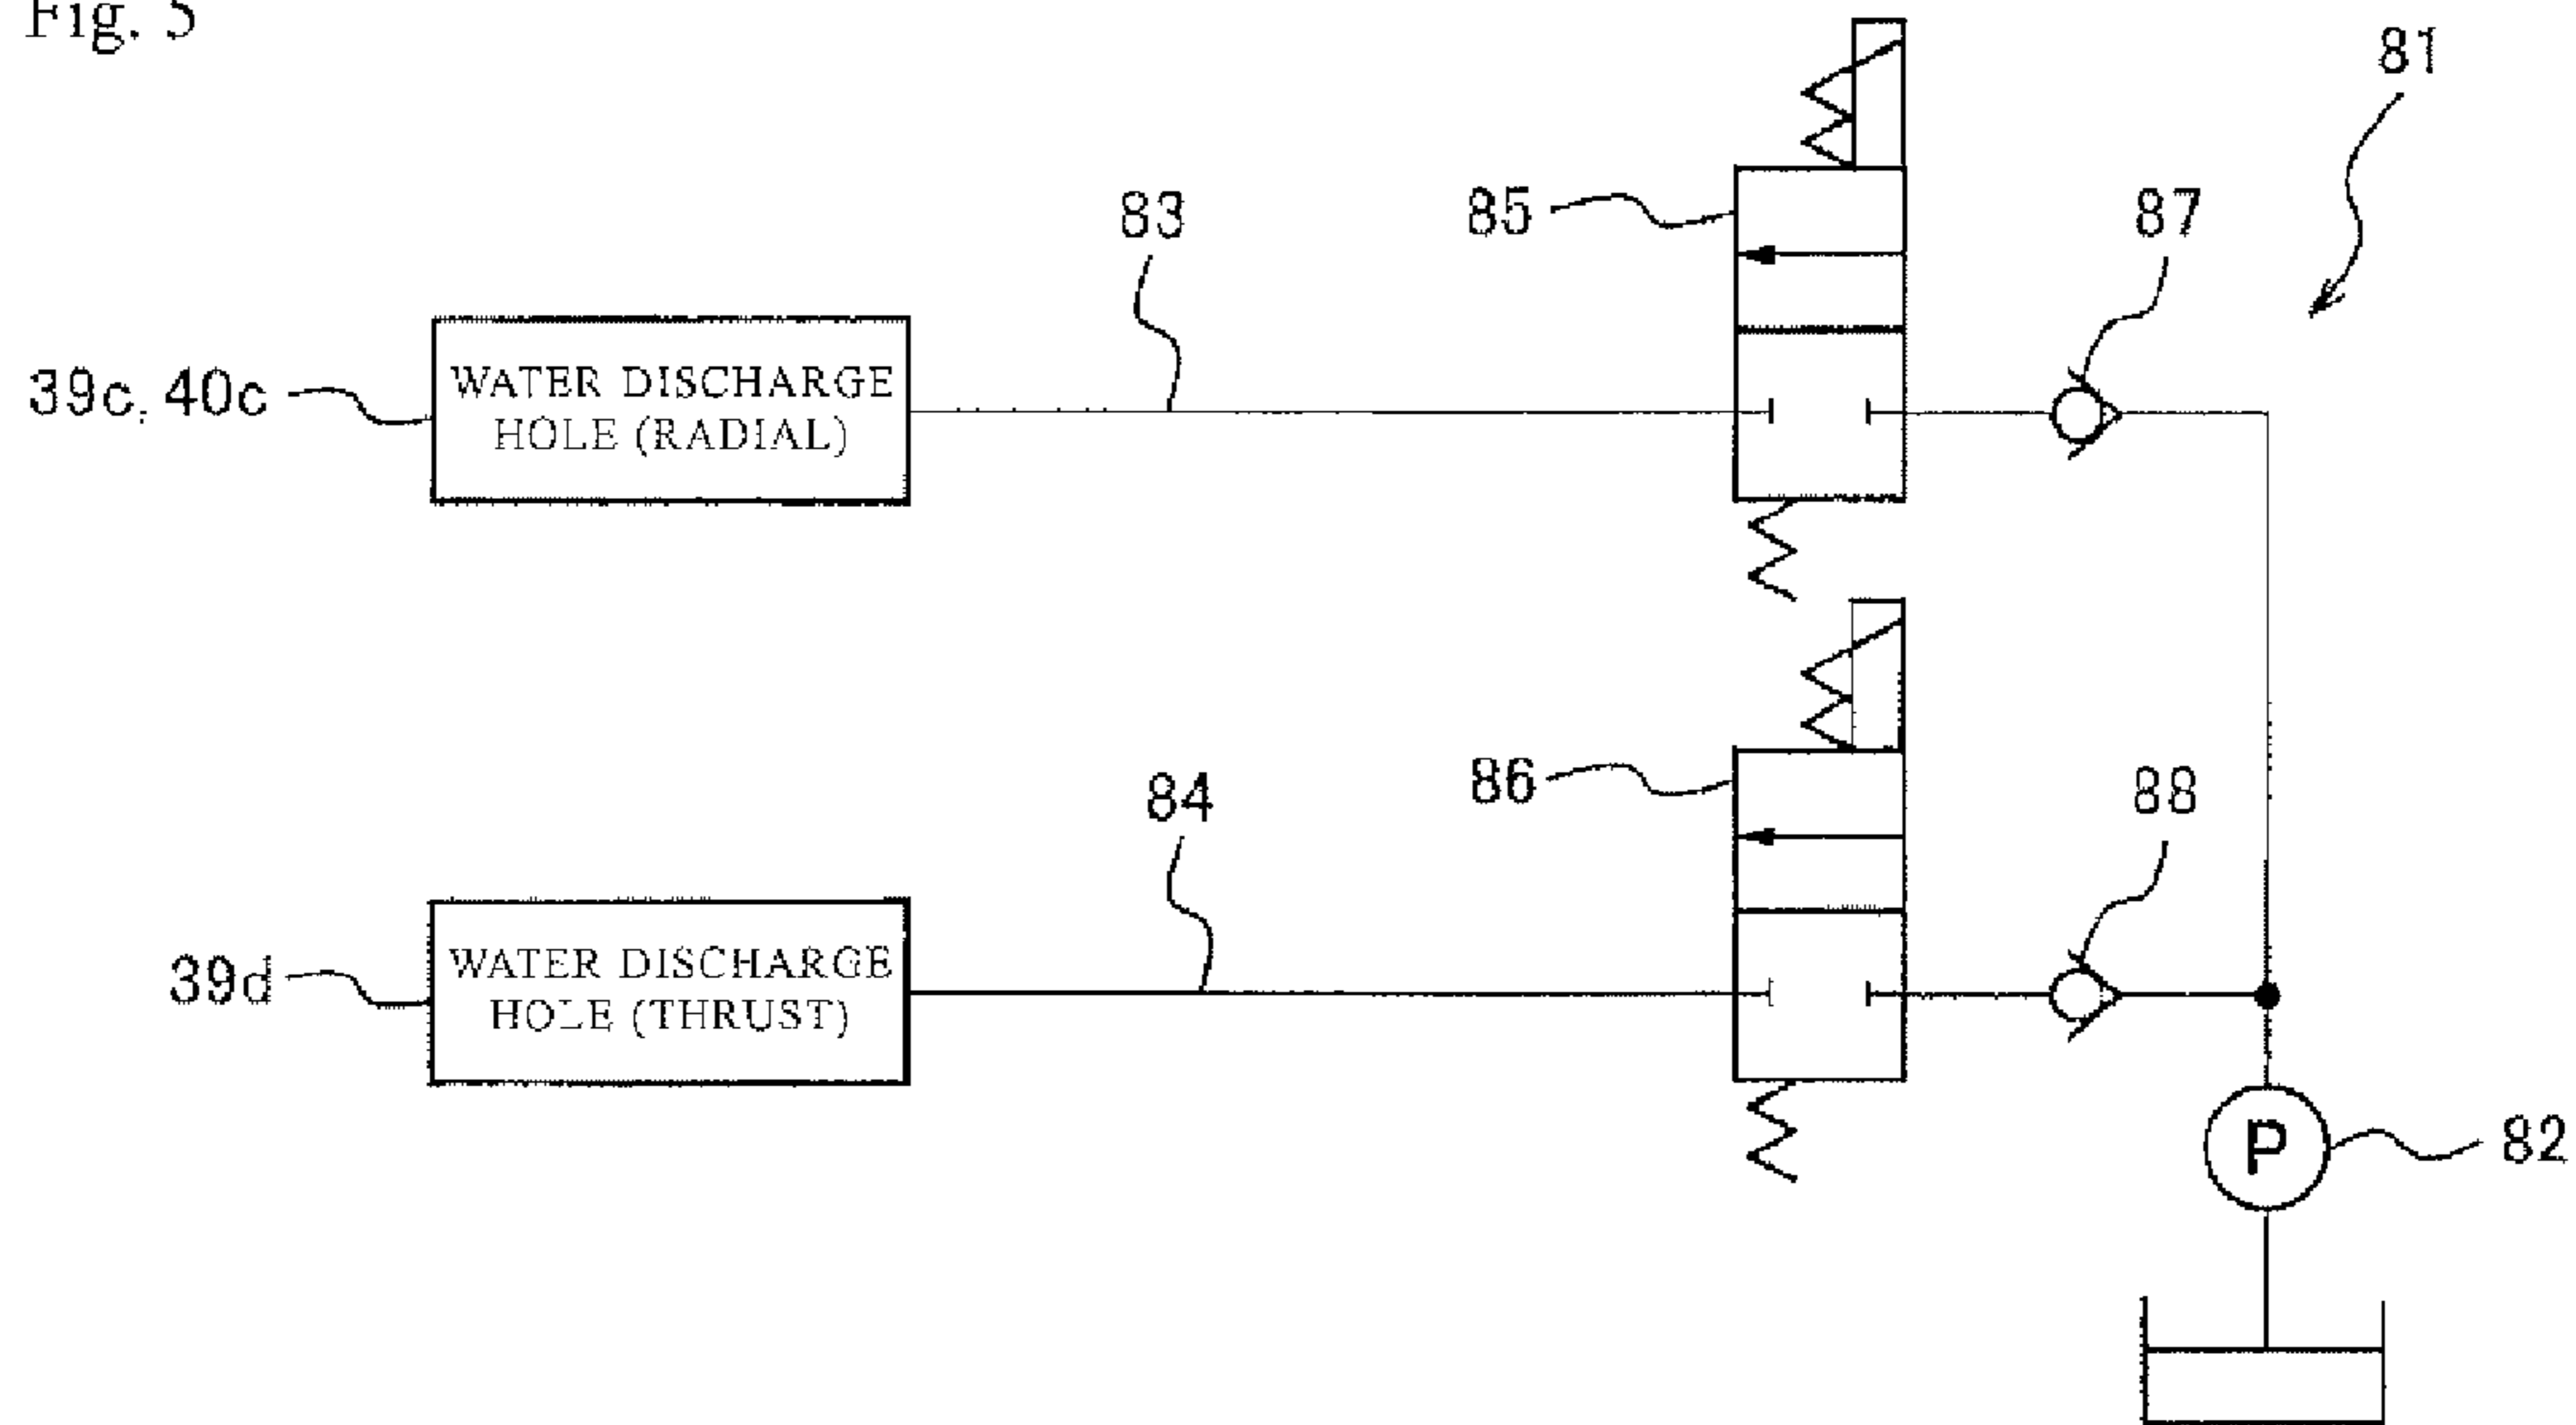 Fig. 5
81
85
87
83
39c, 40c
WATER DISCHARGE
HOLE (RADIAL)
86
88
84
39d
WATER DISCHARGE
HOLE (THRUST)
P
82